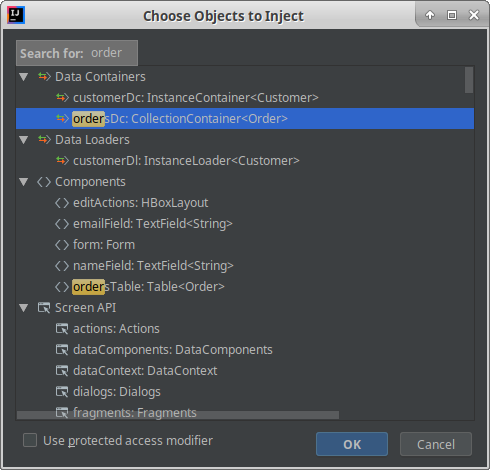 IJ
Choose Objects to Inject
Search for: order
Data Containers
customerDc: InstanceContainer<Customer>
ordersDc: CollectionContainer<Order>
Data Loaders
customerDl: InstanceLoader<Customer>
Components
editActions: HBoxLayout
emailField: TextField<String>
form: Form
nameField: TextField<String>
ordersTable: Table<Order>
Screen API
actions: Actions
dataComponents: DataComponents
dataContext: DataContext
dialogs: Dialogs
fragments: Fragments
Use protected access modifier
OK
Cancel